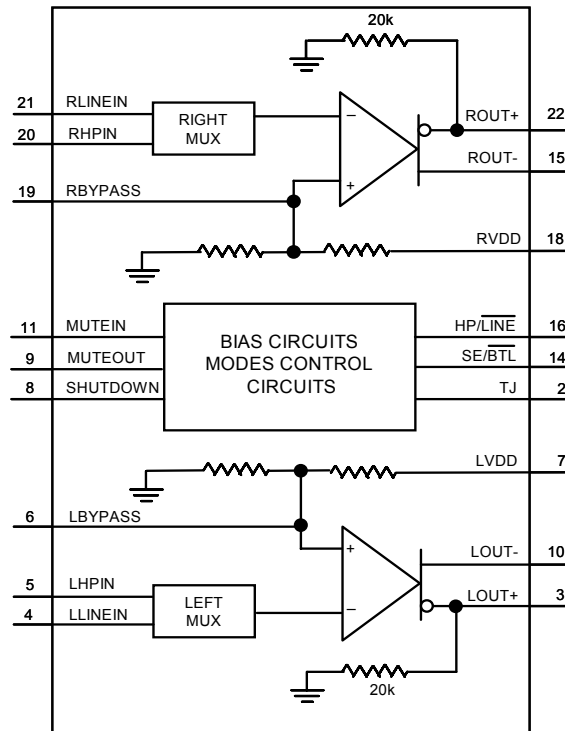 20k
21 RLINEIN
20 RHPIN
RIGHT
MUX
−
+
ROUT+ 22
ROUT- 15
19 RBYPASS
RVDD 18
11 MUTEIN
9 MUTEOUT
8 SHUTDOWN
BIAS CIRCUITS
MODES CONTROL
CIRCUITS
HP/LINE 16
SE/BTL 14
TJ 2
LVDD 7
6 LBYPASS
+
−
LOUT- 10
LOUT+ 3
5 LHPIN
4 LLINEIN
LEFT
MUX
20k